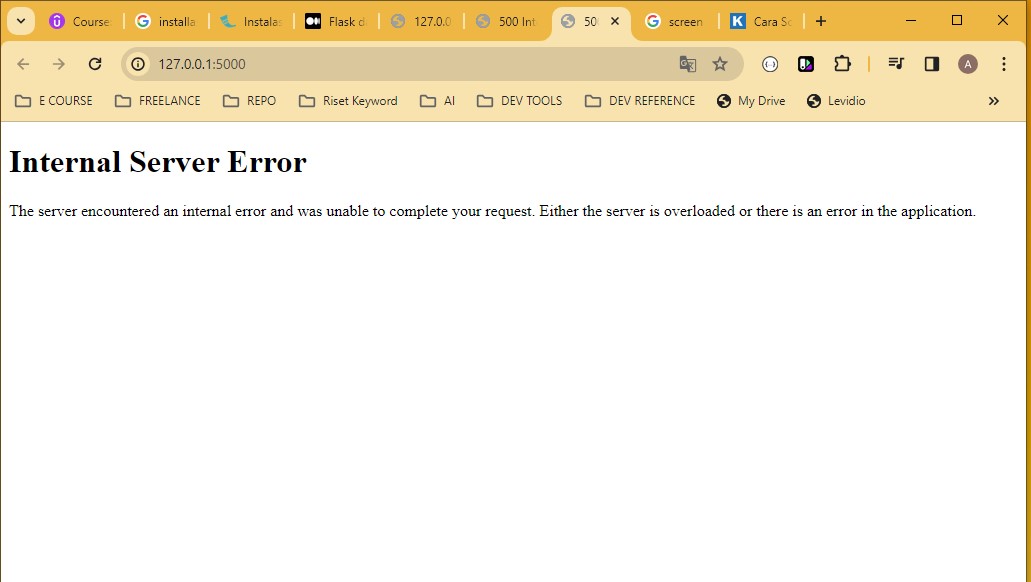 Course
installa
Instalas
Flask da
127.0.0
500 Int
50
screen
Cara Sc
127.0.0.1:5000
A
E COURSE
FREELANCE
REPO
Riset Keyword
AI
DEV TOOLS
DEV REFERENCE
My Drive
Levidio
Internal Server Error
The server encountered an internal error and was unable to complete your request. Either the server is overloaded or there is an error in the application.